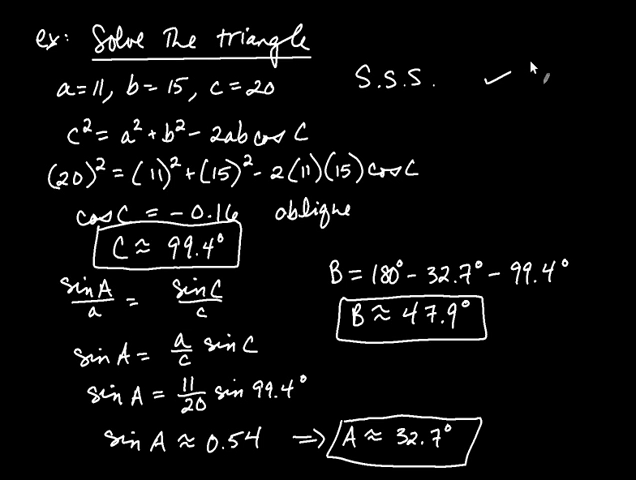 ex: Solve The triangle
a=11, b=15, c=20
S.S.S. ✓
c² = a² + b² - 2ab cos C
(20)² = (11)² + (15)² - 2(11)(15) cos C
cos C = -0.16 oblique
C ≈ 99.4°
sin A / a = sin C / c
sin A = a/c sin C
sin A = 11/20 sin 99.4°
sin A ≈ 0.54 ⇒ A ≈ 32.7°
B = 180° - 32.7° - 99.4°
B ≈ 47.9°